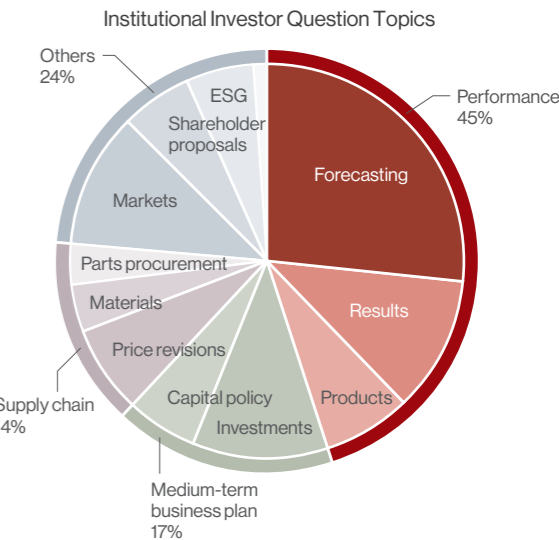 Institutional Investor Question Topics
Others
24%
ESG
Shareholder
proposals
Performance
45%
Forecasting
Markets
Parts procurement
Materials
Results
Price revisions
Capital policy
Products
Investments
Supply chain
4%
Medium-term
business plan
17%